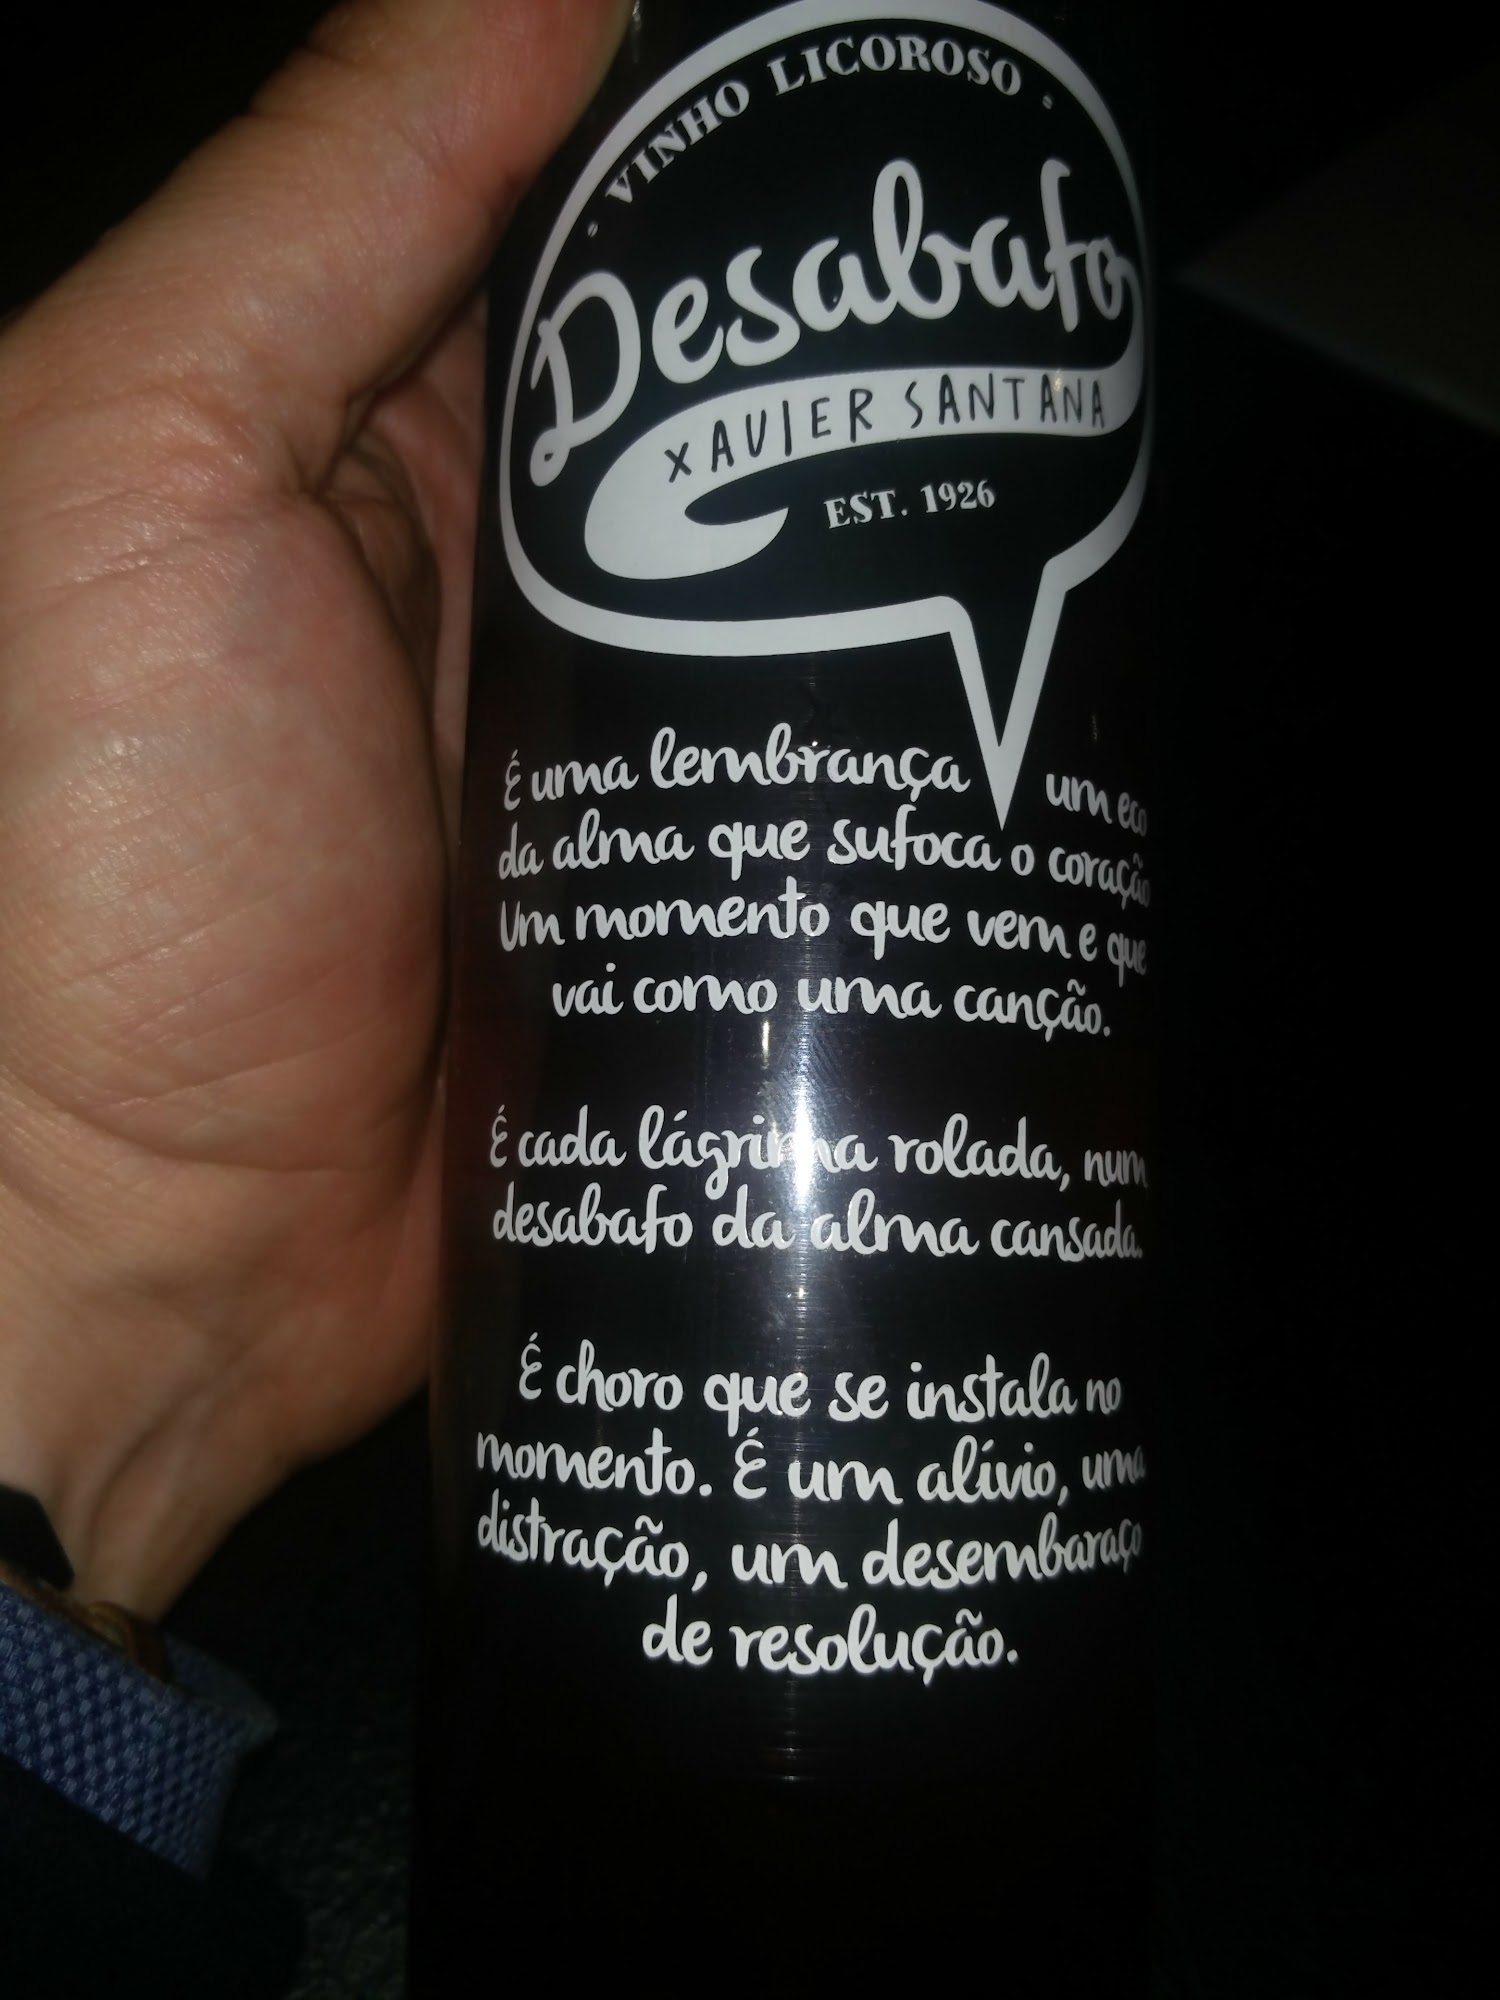 · VINHO LICOROSO ·
Desabafo
XAVIER SANTANA
EST. 1926
É uma lembrança um eco
da alma que sufoca o coração
Um momento que vem e que
vai como uma canção.
É cada lágrima rolada, num
desabafo da alma cansada.
É choro que se instala no
momento. É um alívio, uma
distração, um desembaraço
de resolução.